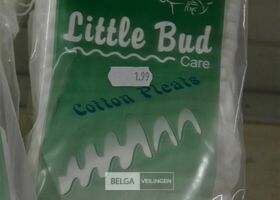 Little Bud
Care
1.99
Cotton Pleats
BELGA VEILINGEN